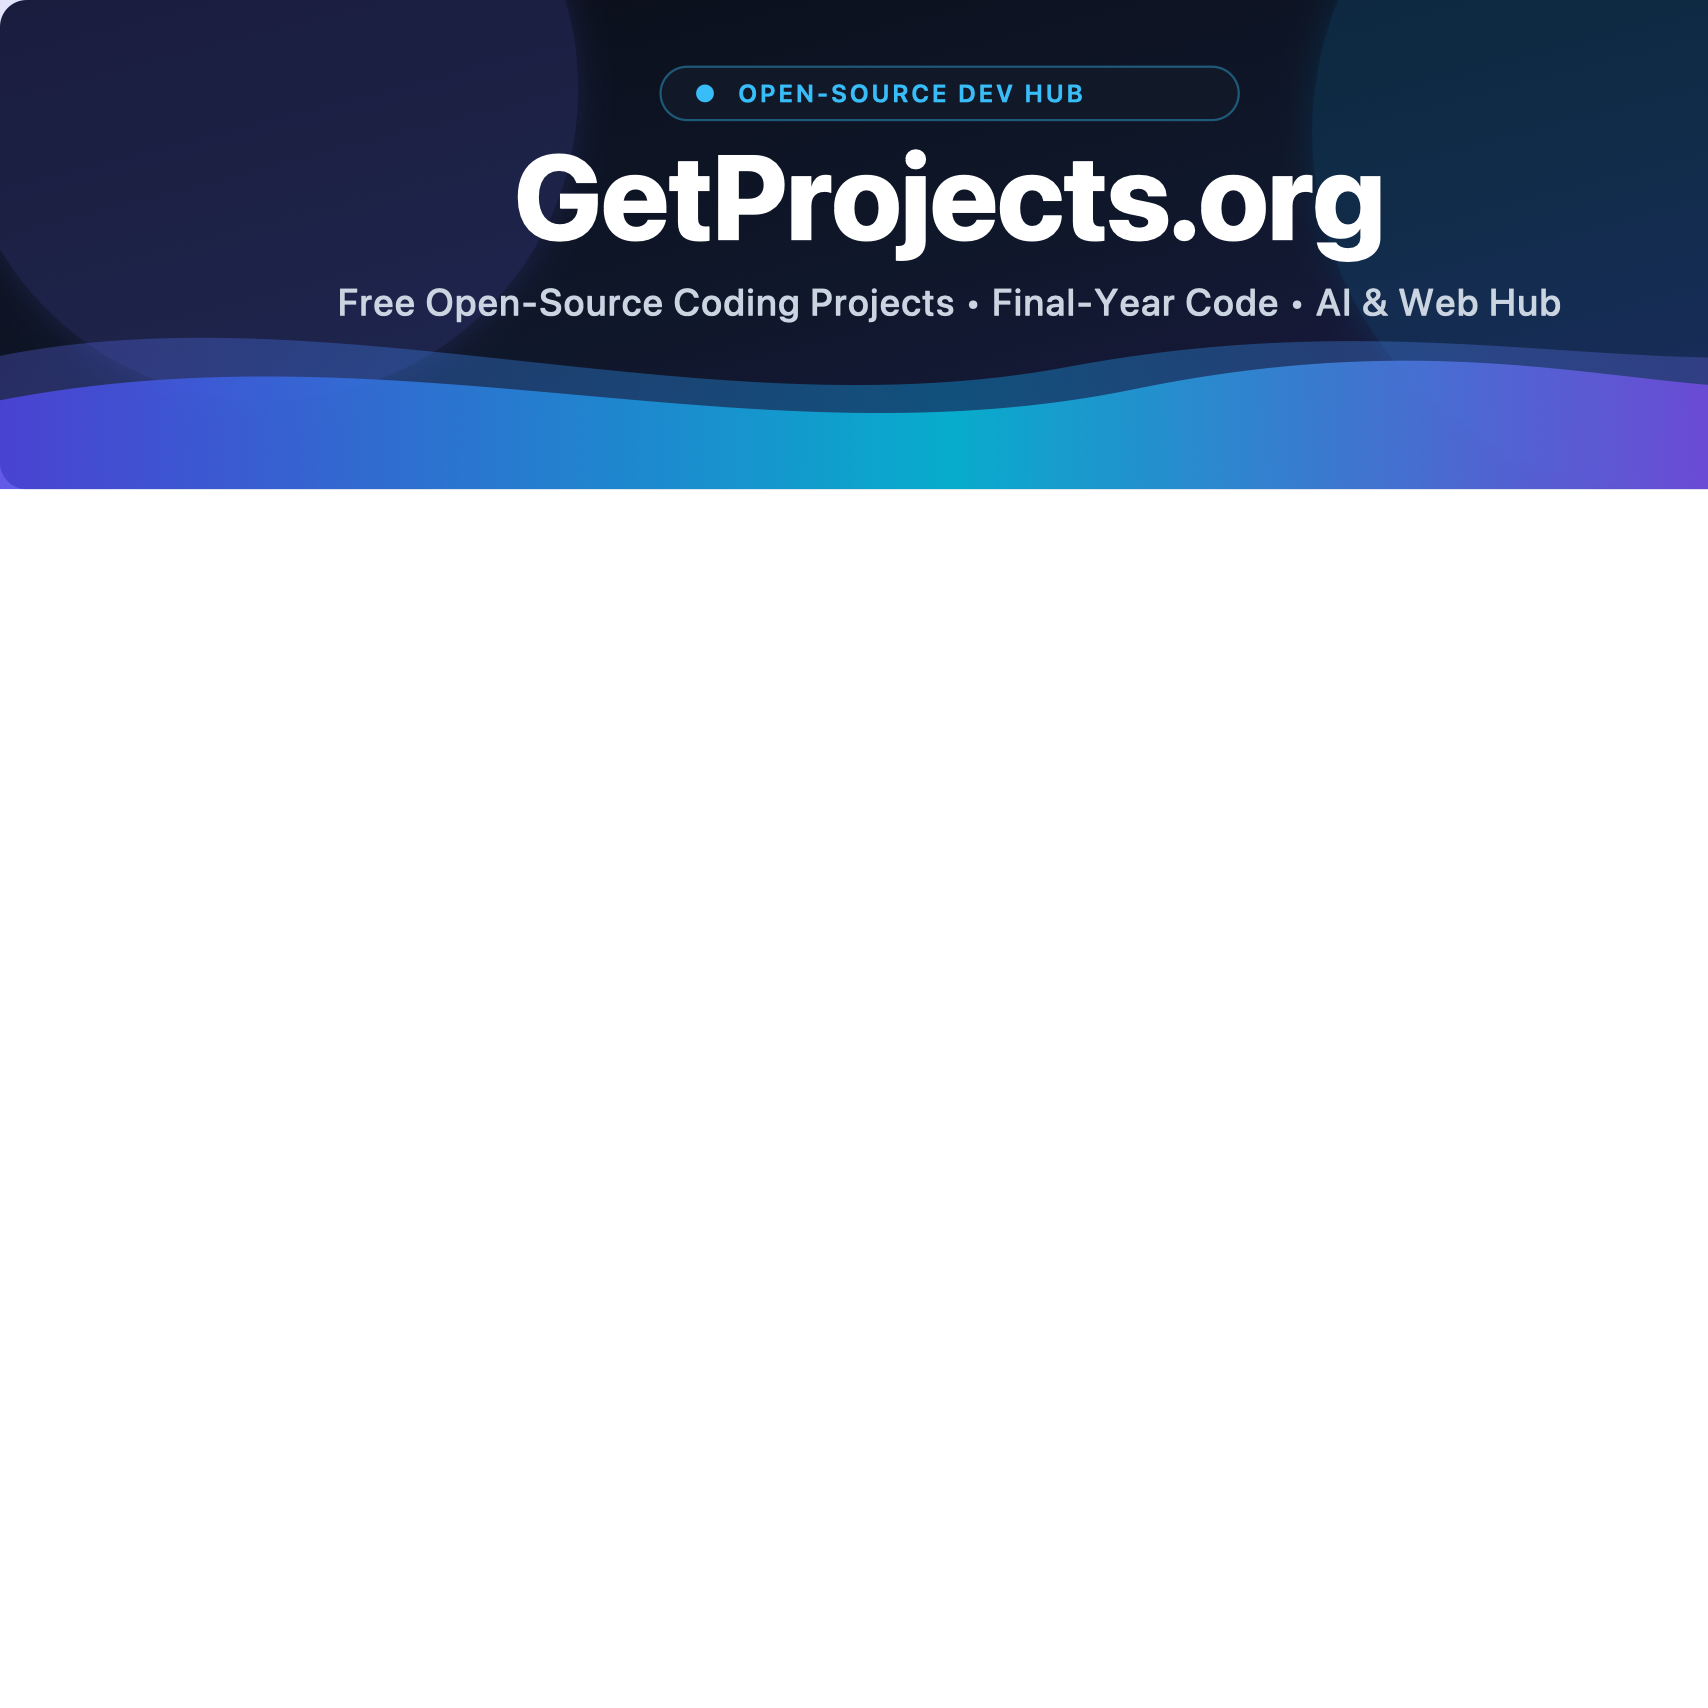 OPEN-SOURCE DEV HUB
GetProjects.org
Free Open-Source Coding Projects • Final-Year Code • AI & Web Hub